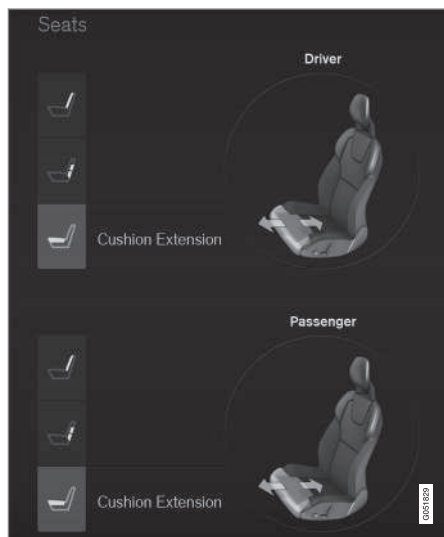 Seats
Driver
Cushion Extension
Passenger
Cushion Extension
G051829